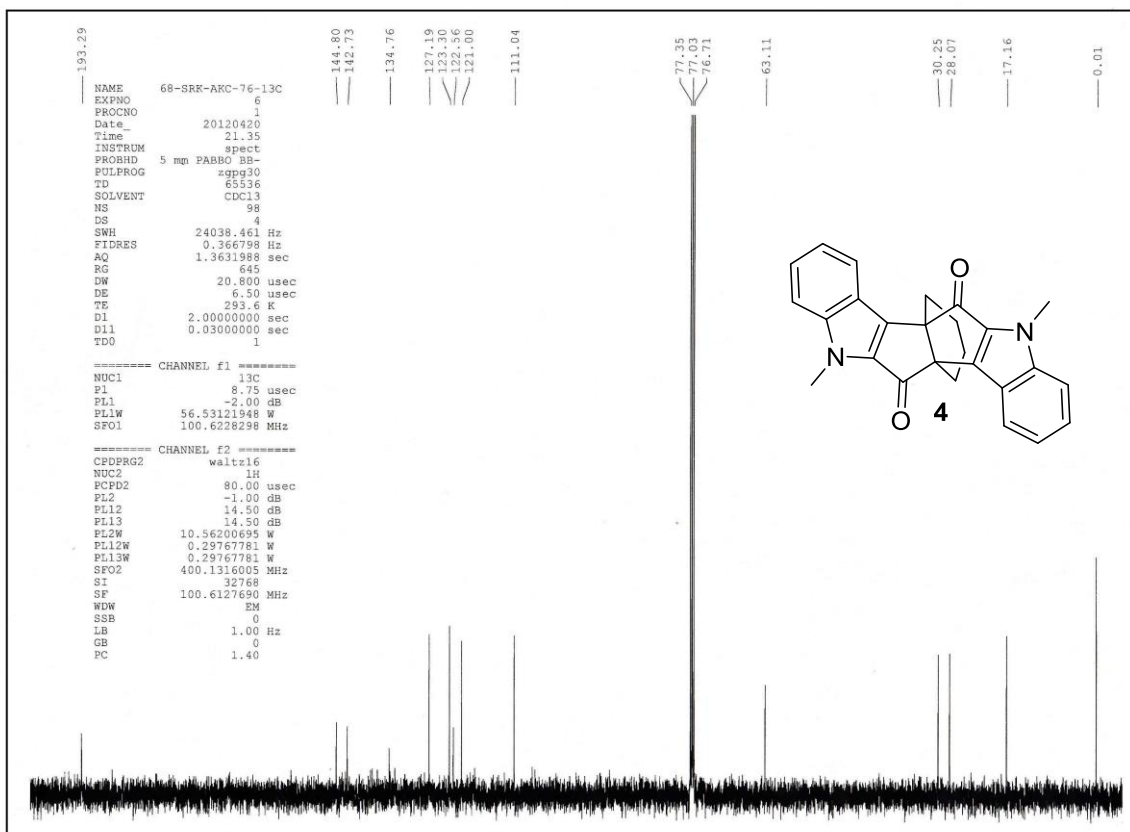 193.29
144.80
142.73
134.76
127.19
123.30
122.56
121.00
111.04
77.35
77.03
76.71
63.11
30.25
28.07
17.16
0.01
NAME 68-SRK-AKC-76-13C
EXPNO 6
PROCNO 1
Date_ 20120420
Time 21.35
INSTRUM spect
PROBHD 5 mm PABBO BB-
PULPROG zgpg30
TD 65536
SOLVENT CDCl3
NS 98
DS 4
SWH 24038.461 Hz
FIDRES 0.366798 Hz
AQ 1.3631988 sec
RG 645
DW 20.800 usec
DE 6.50 usec
TE 293.6 K
D1 2.00000000 sec
D11 0.03000000 sec
TD0 1
======== CHANNEL f1 ========
NUC1 13C
P1 8.75 usec
PL1 -2.00 dB
PL1W 56.53121948 W
SFO1 100.6228298 MHz
======== CHANNEL f2 ========
CPDPRG2 waltz16
NUC2 1H
PCPD2 80.00 usec
PL2 -1.00 dB
PL12 14.50 dB
PL13 14.50 dB
PL2W 10.56200695 W
PL12W 0.29767781 W
PL13W 0.29767781 W
SFO2 400.1316005 MHz
SI 32768
SF 100.6127690 MHz
WDW EM
SSB 0
LB 1.00 Hz
GB 0
PC 1.40
O
N
N
O
4